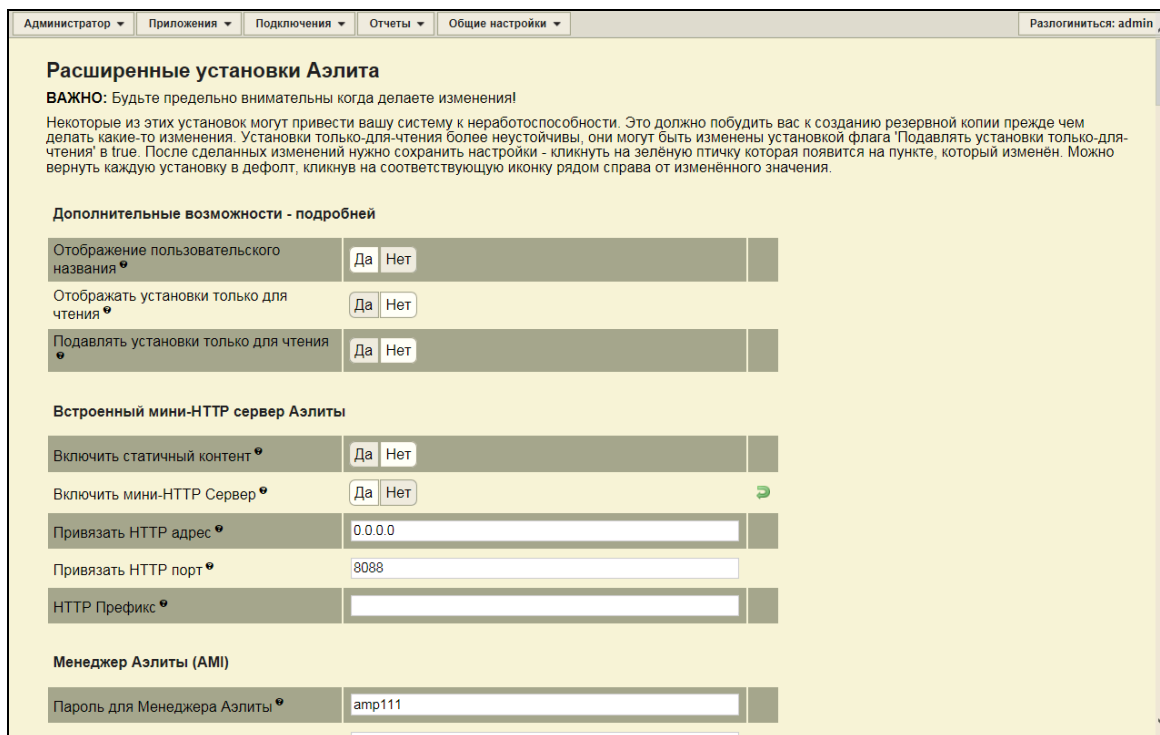 Администратор Приложения Подключения Отчеты Общие настройки Разлогиниться: admin
Расширенные установки Аэлита
ВАЖНО: Будьте предельно внимательны когда делаете изменения!
Некоторые из этих установок могут привести вашу систему к неработоспособности. Это должно побудить вас к созданию резервной копии прежде чем
делать какие-то изменения. Установки только-для-чтения более неустойчивы, они могут быть изменены установкой флага 'Подавлять установки только-для-
чтения' в true. После сделанных изменений нужно сохранить настройки - кликнуть на зелёную птичку которая появится на пункте, который изменён. Можно
вернуть каждую установку в дефолт, кликнув на соответствующую иконку рядом справа от изменённого значения.
Дополнительные возможности - подробней
Отображение пользовательского
названия
Да Нет
Отображать установки только для
чтения
Да Нет
Подавлять установки только для чтения
Да Нет
Встроенный мини-HTTP сервер Аэлиты
Включить статичный контент Да Нет
Включить мини-HTTP Сервер Да Нет
Привязать HTTP адрес 0.0.0.0
Привязать HTTP порт 8088
HTTP Префикс
Менеджер Аэлиты (AMI)
Пароль для Менеджера Аэлиты amp111